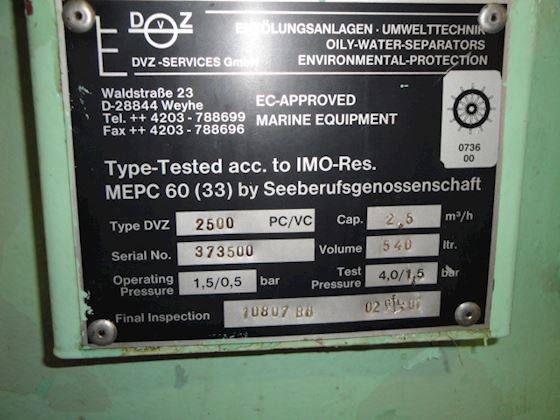 DVZ
DVZ -SERVICES GmbH
ENTÖLUNGSANLAGEN - UMWELTTECHNIK
OILY-WATER-SEPARATORS
ENVIRONMENTAL-PROTECTION
Waldstraße 23
D-28844 Weyhe
Tel. ++ 4203 - 788699
Fax ++ 4203 - 788696
EC-APPROVED
MARINE EQUIPMENT
0736
00
Type-Tested acc. to IMO-Res.
MEPC 60 (33) by Seeberufsgenossenschaft
Type DVZ 2500 PC/VC Cap. 2,5 m³/h
Serial No. 373500 Volume 540 ltr.
Operating Pressure 1,5/0,5 bar Test Pressure 4,0/1,5 bar
Final Inspection 10807 02